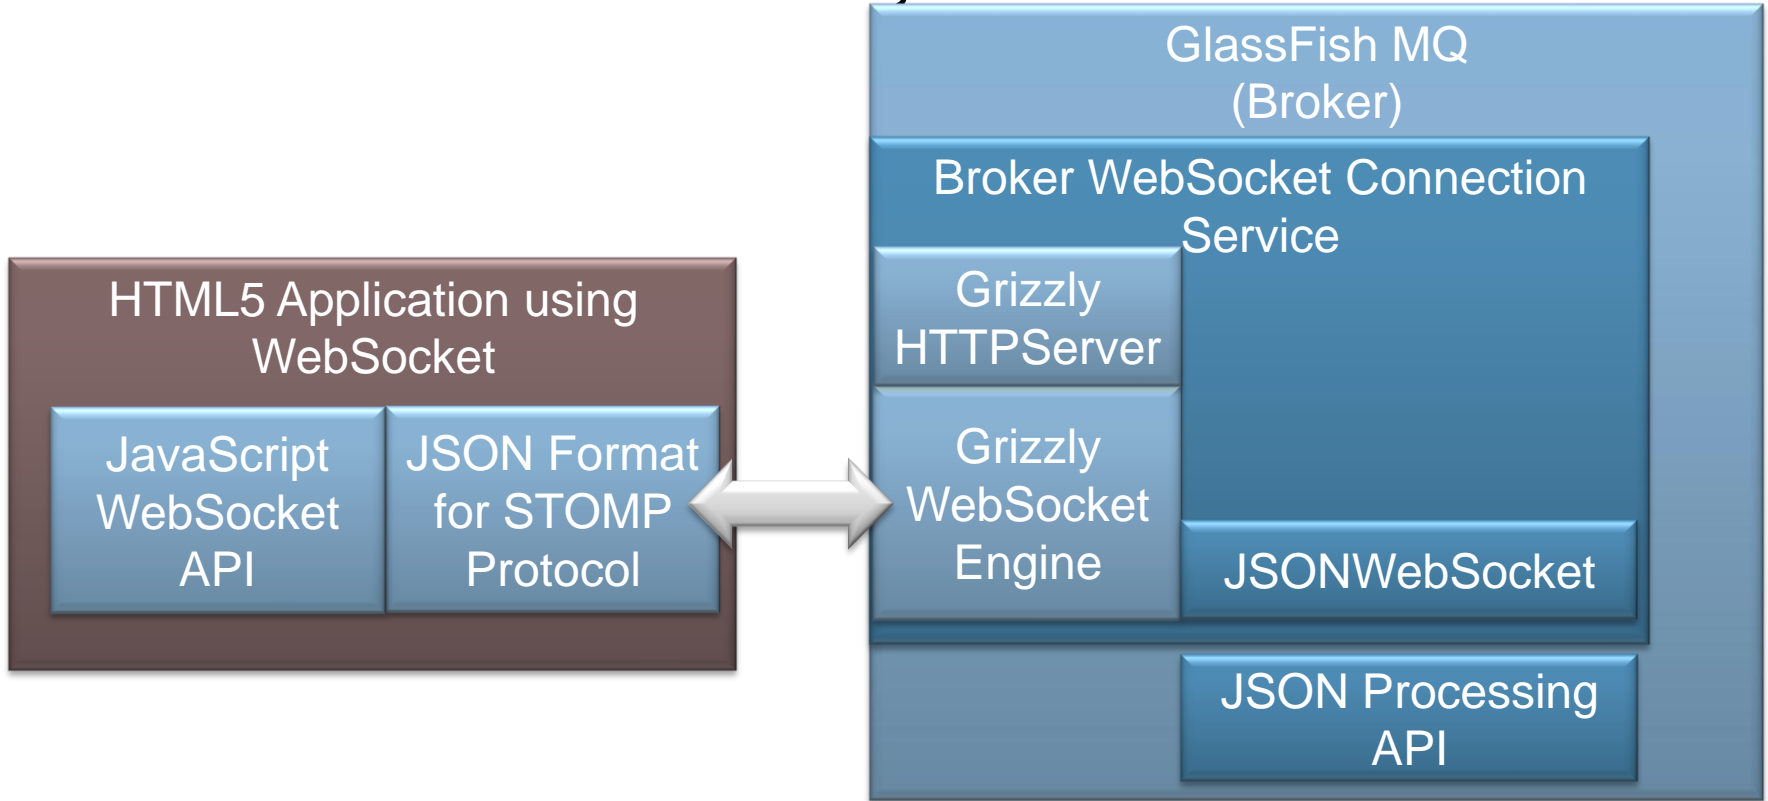 GlassFish MQ
(Broker)
Broker WebSocket Connection
Service
Grizzly
HTTPServer
Grizzly
WebSocket
Engine
JSONWebSocket
JSON Processing
API
HTML5 Application using
WebSocket
JavaScript
WebSocket
API
JSON Format
for STOMP
Protocol